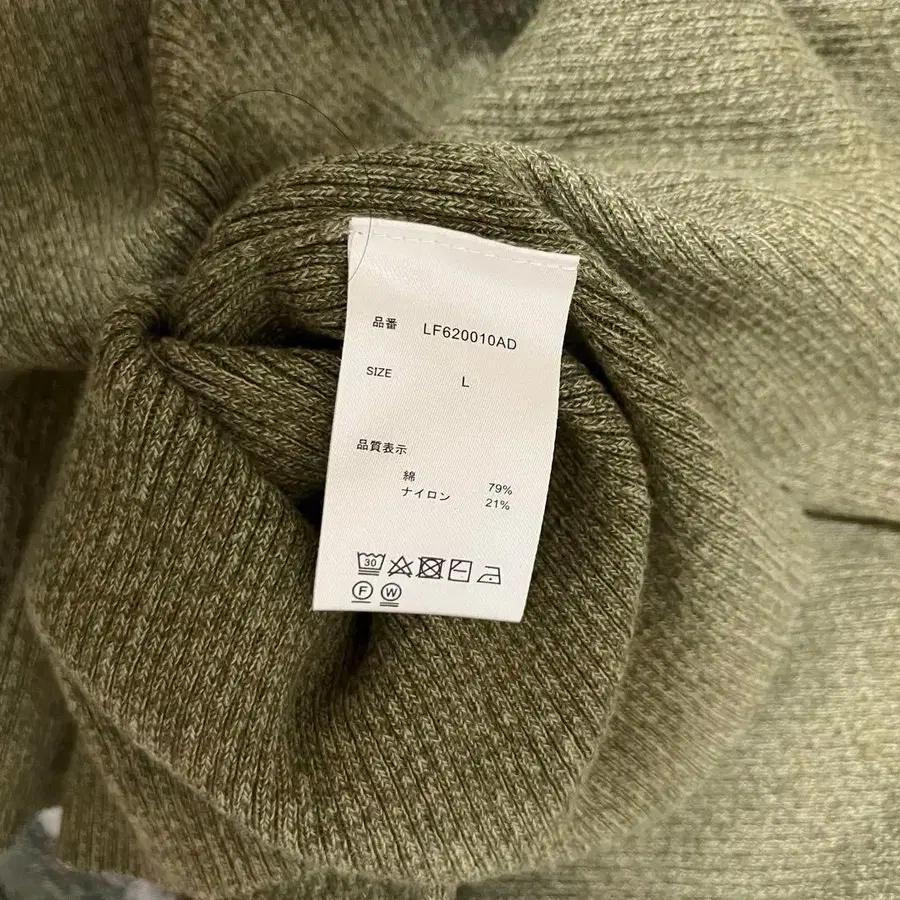 品番 LF620010AD
SIZE L
品質表示
綿 79%
ナイロン 21%
30
F W